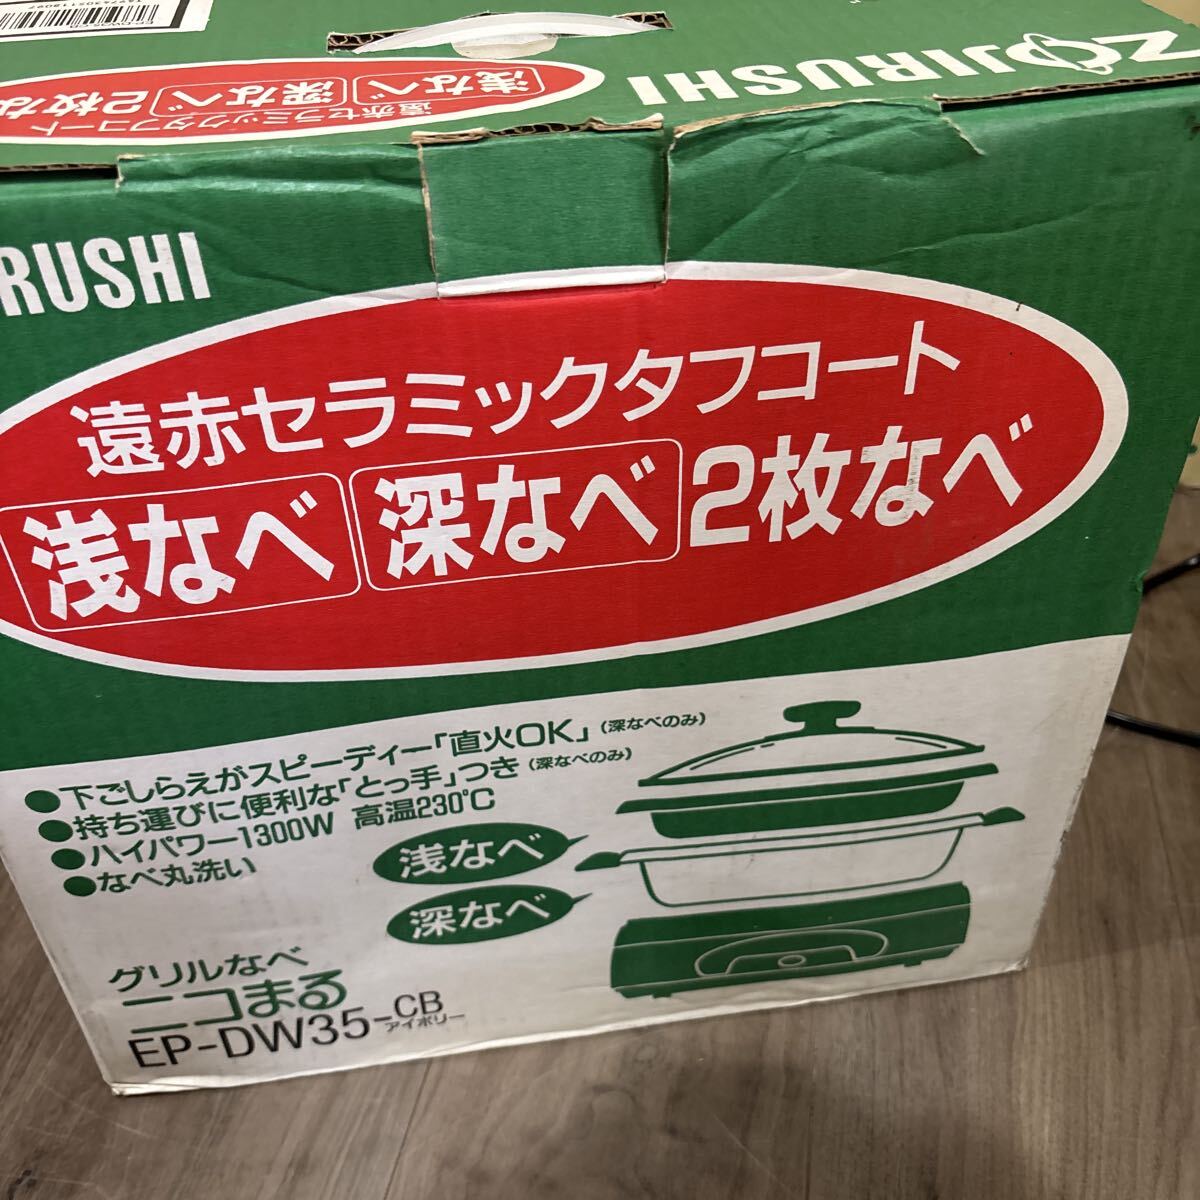 EP-DW35-CB
ZOJIRUSHI
遠赤セラミックタフコート
浅なべ 深なべ 2枚な
RUSHI
遠赤セラミックタフコート
浅なべ 深なべ 2枚なべ
●下ごしらえがスピーディー「直火OK」(深なべのみ)
●持ち運びに便利な「とっ手」つき(深なべのみ)
●ハイパワー1300W 高温230℃
●なべ丸洗い
浅なべ
深なべ
グリルなべ
ニコまる
EP-DW35-CB
アイボリー